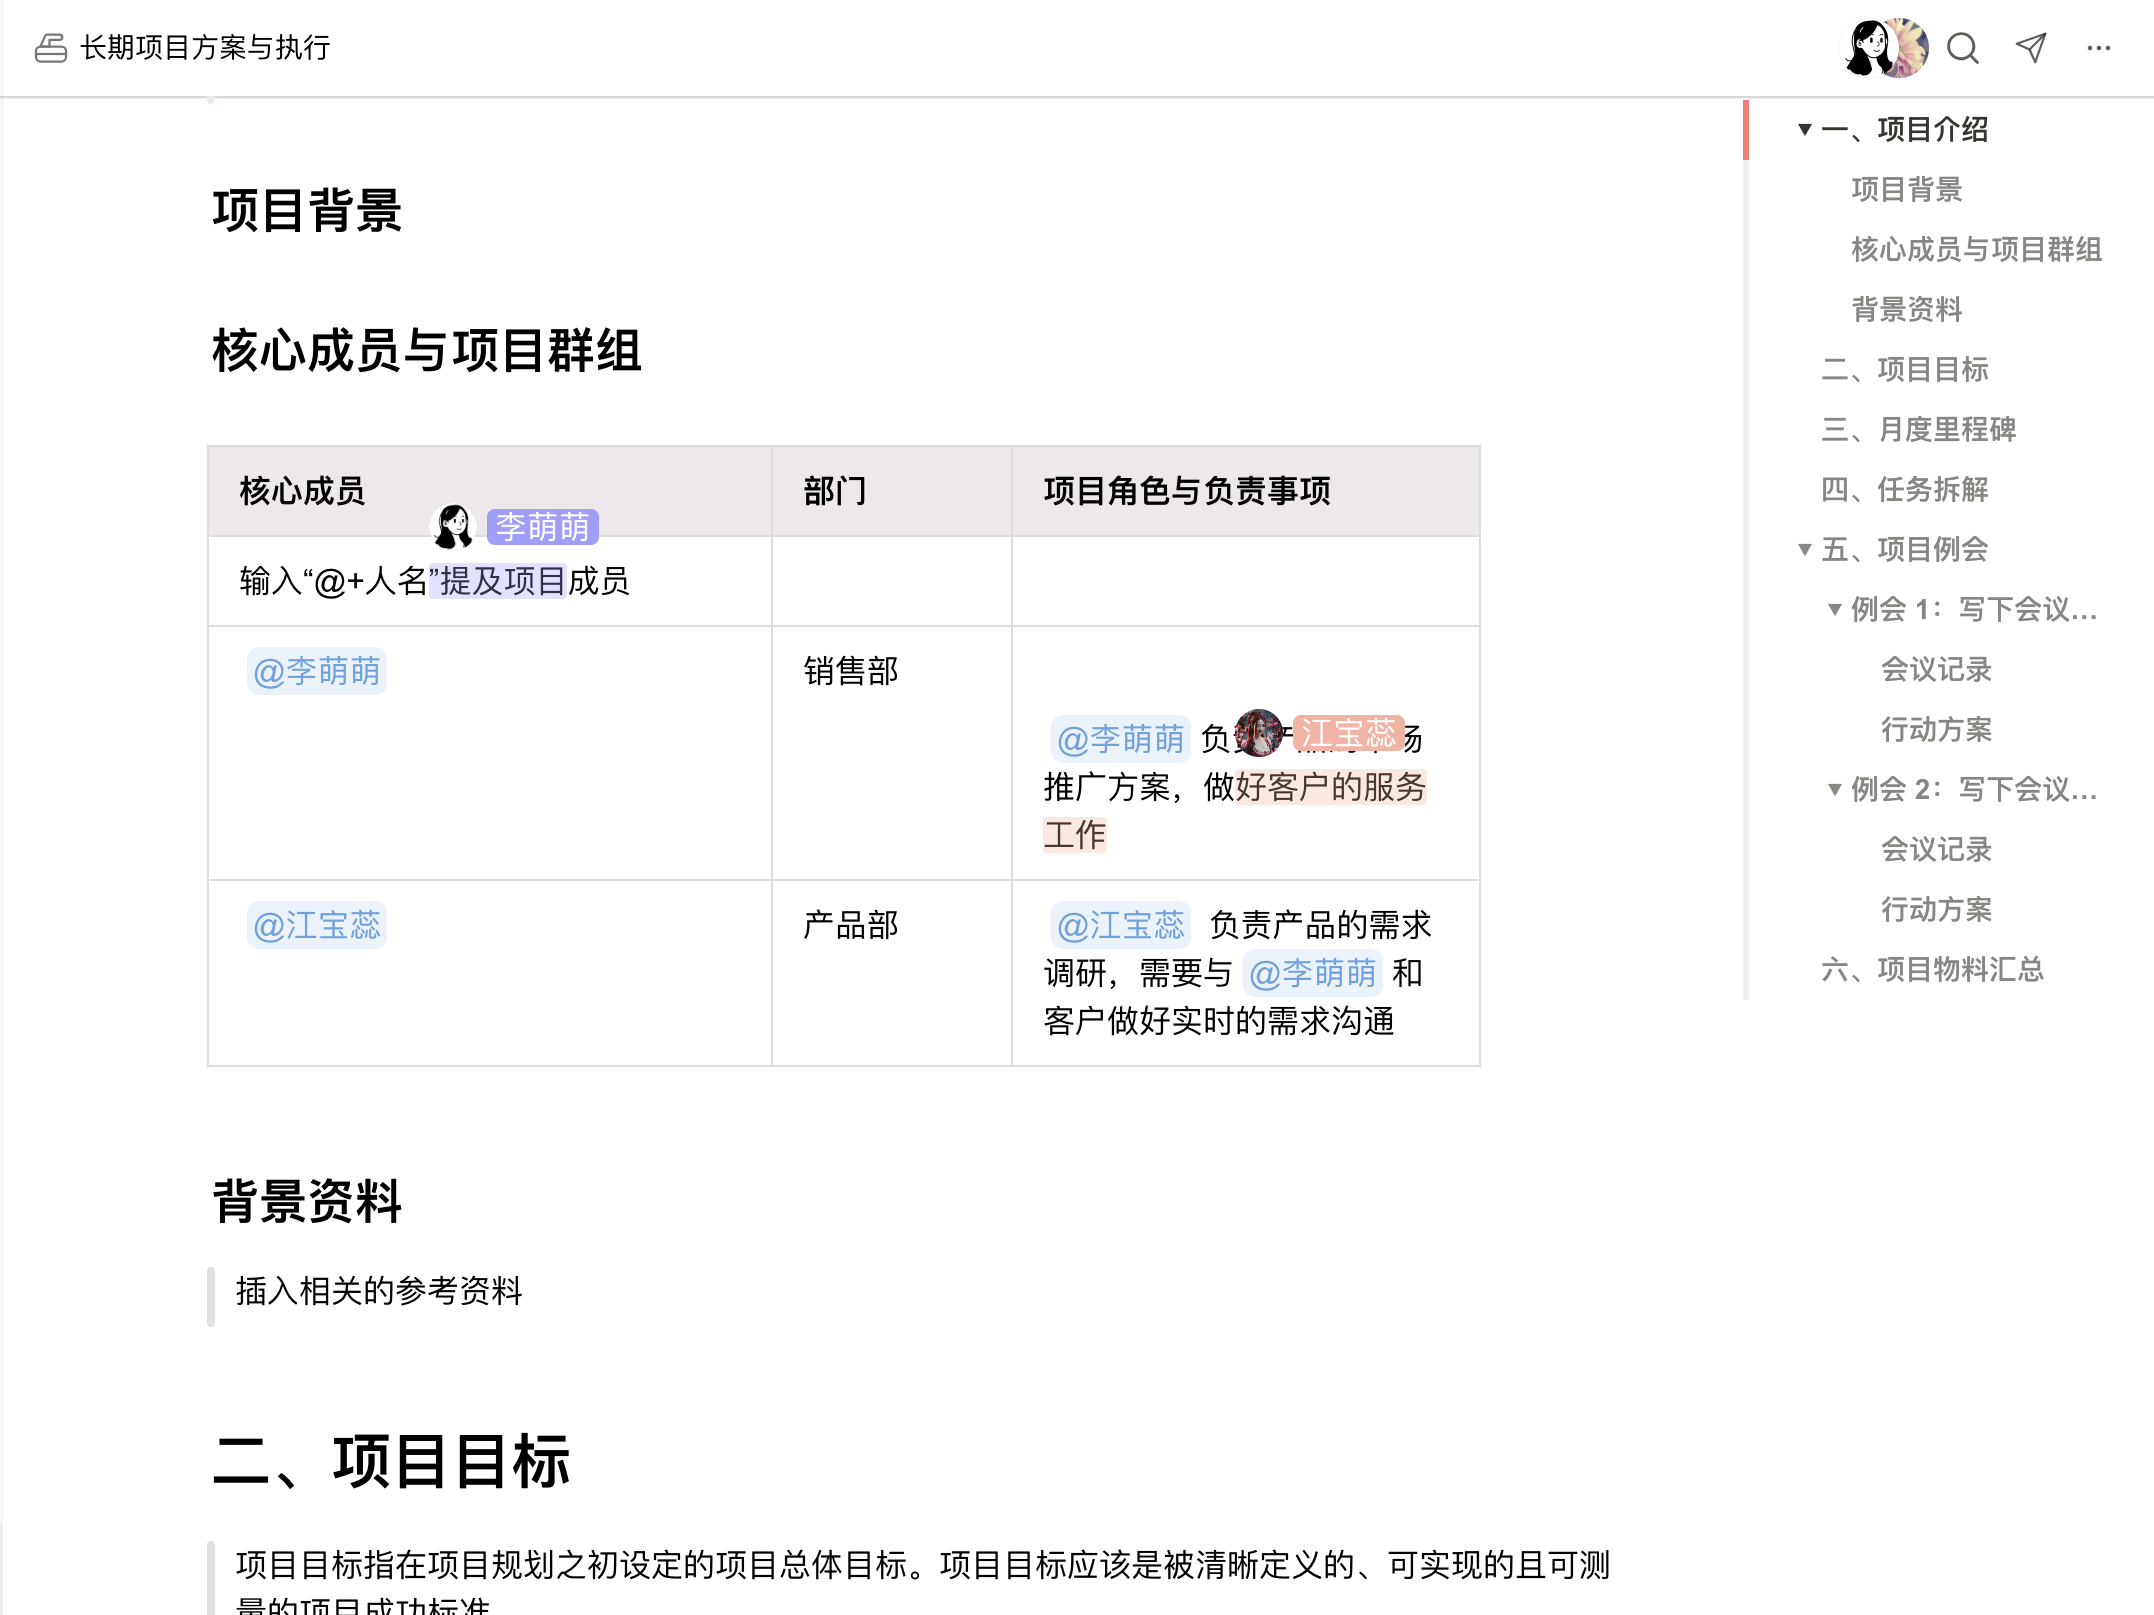 长期项目方案与执行
项目背景
核心成员与项目群组
核心成员
部门
项目角色与负责事项
李萌萌
输入“@+人名”提及项目成员
@李萌萌
销售部
@李萌萌 负
江宝蕊
场
推广方案，做好客户的服务
工作
@江宝蕊
产品部
@江宝蕊 负责产品的需求
调研，需要与 @李萌萌 和
客户做好实时的需求沟通
背景资料
插入相关的参考资料
二、项目目标
项目目标指在项目规划之初设定的项目总体目标。项目目标应该是被清晰定义的、可实现的且可测
量的项目成功标准
一、项目介绍
项目背景
核心成员与项目群组
背景资料
二、项目目标
三、月度里程碑
四、任务拆解
五、项目例会
例会 1：写下会议...
会议记录
行动方案
例会 2：写下会议...
会议记录
行动方案
六、项目物料汇总